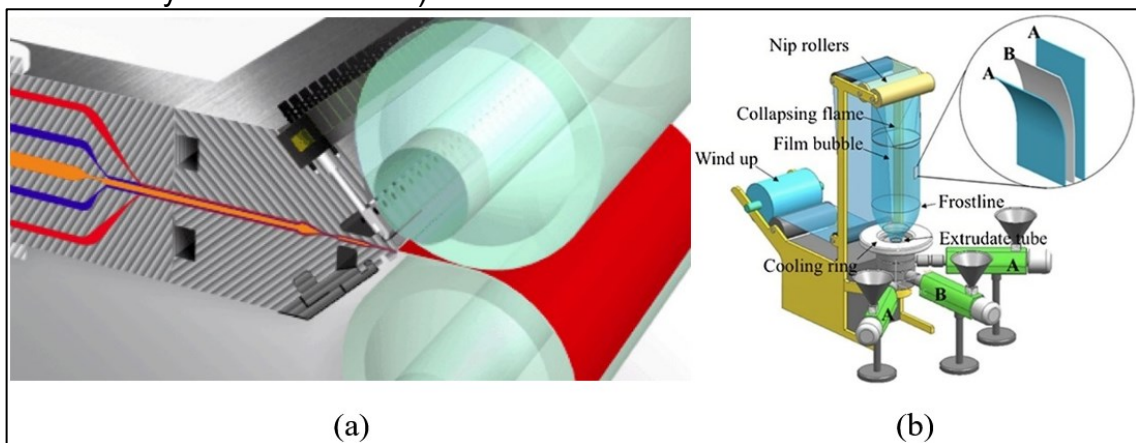 Nip rollers
Collapsing flame
Film bubble
Wind up
Frostline
Extrudate tube
Cooling ring
A
B
A
A
B
A
(a)
(b)